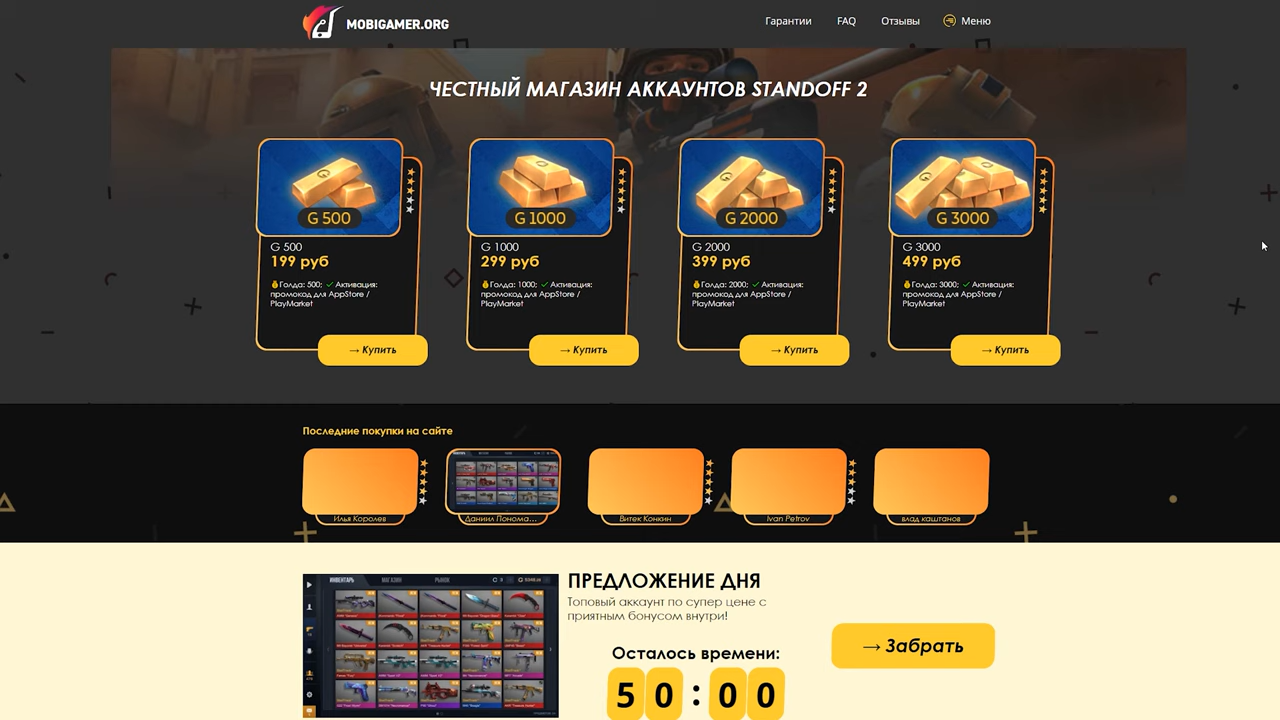 MOBIGAMER.ORG
Гарантии
FAQ
Отзывы
Меню
ЧЕСТНЫЙ МАГАЗИН АККАУНТОВ STANDOFF 2
G 500
G 500
199 руб
Голда: 500; ✓ Активация:
промокод для AppStore /
PlayMarket
→ Купить
G 1000
G 1000
299 руб
Голда: 1000; ✓ Активация:
промокод для AppStore /
PlayMarket
→ Купить
G 2000
G 2000
399 руб
Голда: 2000; ✓ Активация:
промокод для AppStore /
PlayMarket
→ Купить
G 3000
G 3000
499 руб
Голда: 3000; ✓ Активация:
промокод для AppStore /
PlayMarket
→ Купить
Последние покупки на сайте
Илья Королев
Даниил Понома...
Витек Конкин
Ivan Petrov
влад каштанов
ИНВЕНТАРЬ
МАГАЗИН
РЫНОК
ПРЕДЛОЖЕНИЕ ДНЯ
Топовый аккаунт по супер цене с
приятным бонусом внутри!
Осталось времени:
50:00
→ Забрать